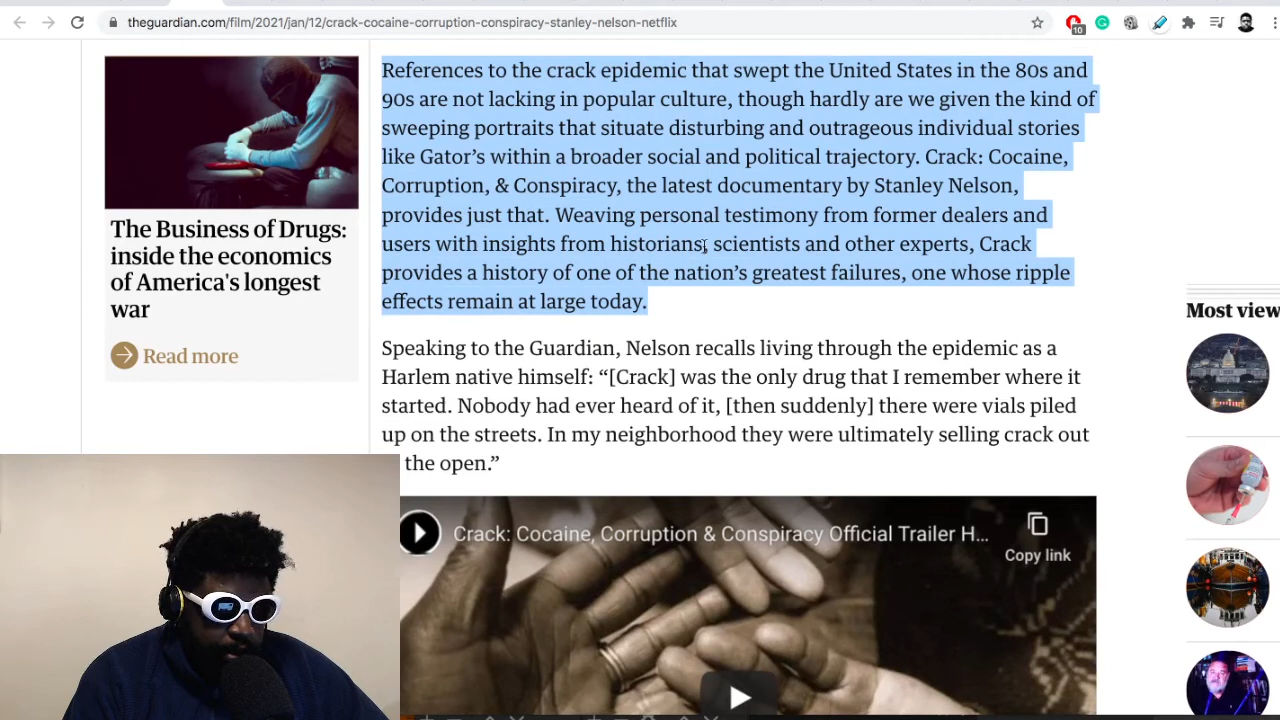 theguardian.com/film/2021/jan/12/crack-cocaine-corruption-conspiracy-stanley-nelson-netflix
10
References to the crack epidemic that swept the United States in the 80s and
90s are not lacking in popular culture, though hardly are we given the kind of
sweeping portraits that situate disturbing and outrageous individual stories
like Gator’s within a broader social and political trajectory. Crack: Cocaine,
Corruption, & Conspiracy, the latest documentary by Stanley Nelson,
provides just that. Weaving personal testimony from former dealers and
users with insights from historians, scientists and other experts, Crack
provides a history of one of the nation’s greatest failures, one whose ripple
effects remain at large today.
The Business of Drugs:
inside the economics
of America's longest
war
Read more
Speaking to the Guardian, Nelson recalls living through the epidemic as a
Harlem native himself: “[Crack] was the only drug that I remember where it
started. Nobody had ever heard of it, [then suddenly] there were vials piled
up on the streets. In my neighborhood they were ultimately selling crack out
the open.”
Crack: Cocaine, Corruption & Conspiracy Official Trailer H...
Copy link
Most view